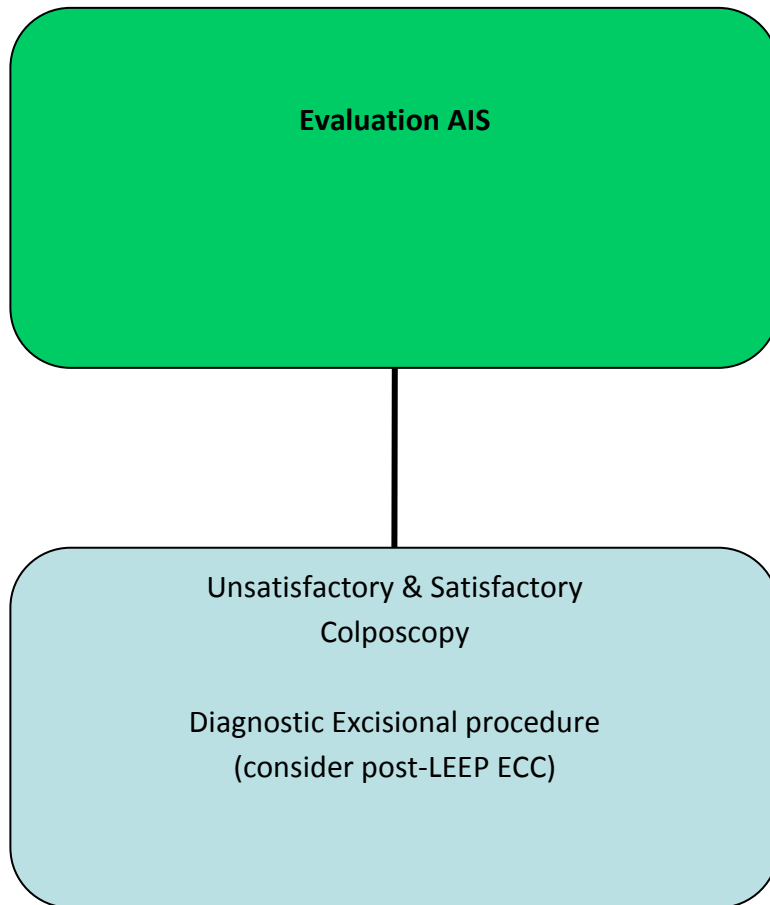 Evaluation AIS
Unsatisfactory & Satisfactory
Colposcopy
Diagnostic Excisional procedure
(consider post-LEEP ECC)